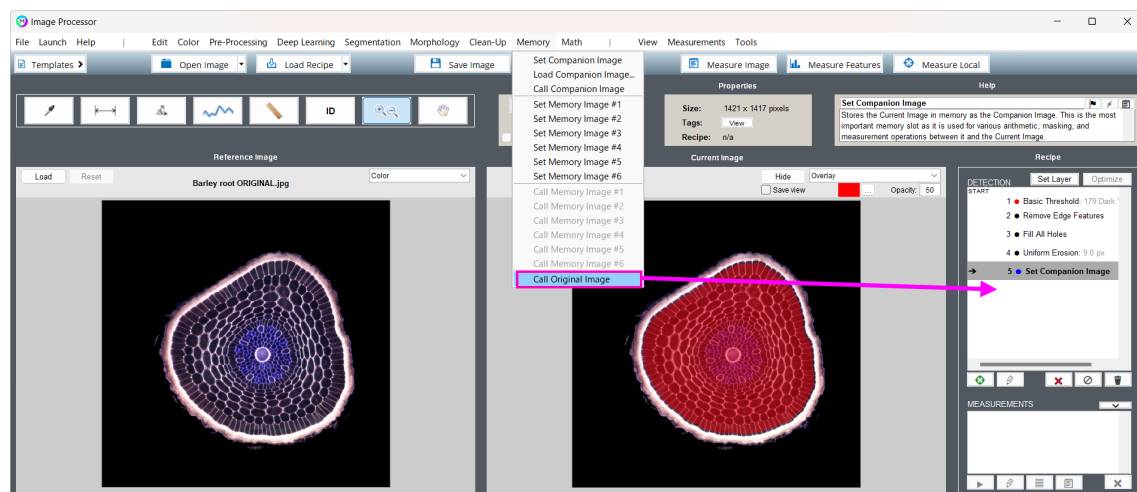 Image Processor
File Launch Help | Edit Color Pre-Processing Deep Learning Segmentation Morphology Clean-Up Memory Math | View Measurements Tools
Templates
Open Image
Load Recipe
Save Image
Measure Image
Measure Features
Measure Local
Set Companion Image
Load Companion Image...
Call Companion Image
Set Memory Image #1
Set Memory Image #2
Set Memory Image #3
Set Memory Image #4
Set Memory Image #5
Set Memory Image #6
Call Memory Image #1
Call Memory Image #2
Call Memory Image #3
Call Memory Image #4
Call Memory Image #5
Call Memory Image #6
Call Original Image
ID
Properties
Size: 1421 x 1417 pixels
Tags: View
Recipe: n/a
Help
Set Companion Image
Stores the Current Image in memory as the Companion Image. This is the most
important memory slot as it is used for various arithmetic, masking, and
measurement operations between it and the Current Image.
Reference Image
Load Reset
Barley root ORIGINAL.jpg
Color
Current Image
Hide
Overlay
Save view
...
Opacity: 50
Recipe
DETECTION
Set Layer
Optimize
START
1 Basic Threshold: 179 Dark
2 Remove Edge Features
3 Fill All Holes
4 Uniform Erosion: 9.0 px
5 Set Companion Image
MEASUREMENTS